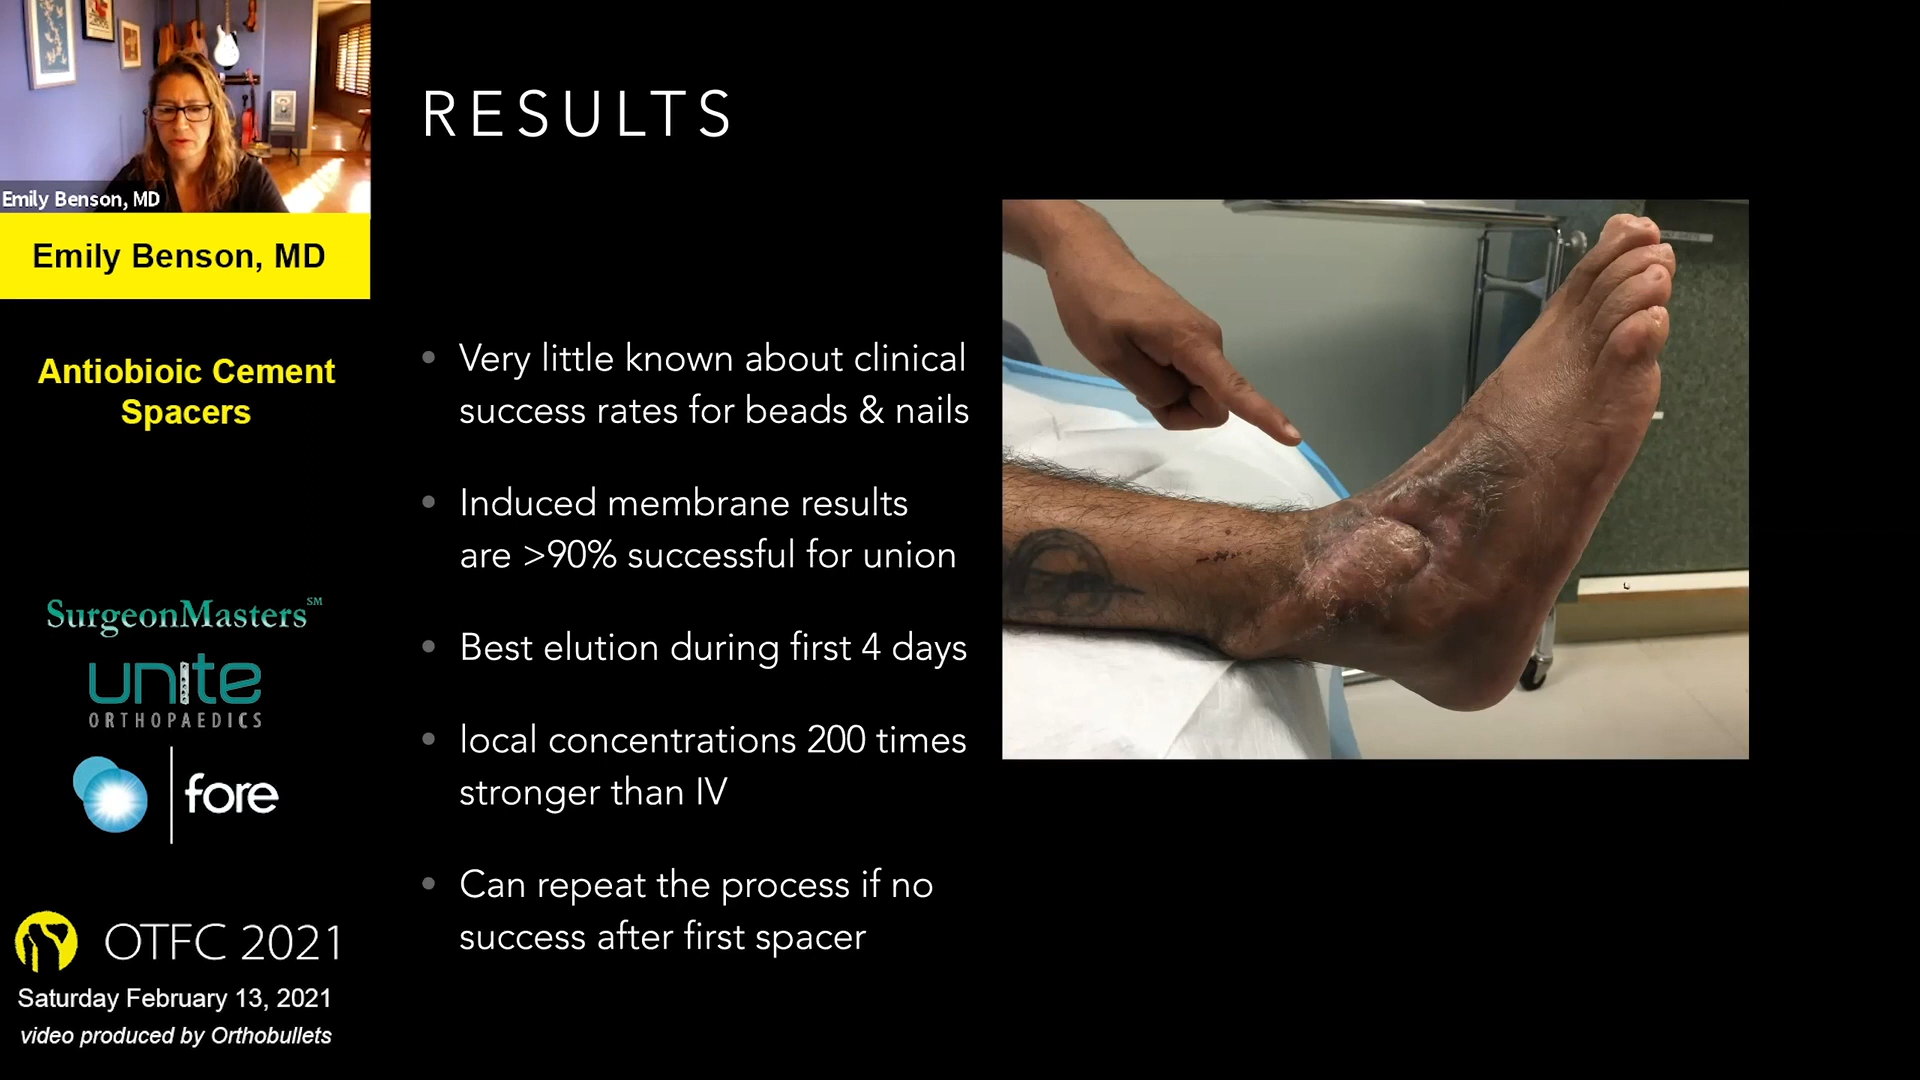 Emily Benson, MD
Emily Benson, MD
Antiobioic Cement
Spacers
SurgeonMasters℠
unite
ORTHOPAEDICS
fore
OTFC 2021
Saturday February 13, 2021
video produced by Orthobullets
RESULTS
• Very little known about clinical
success rates for beads & nails
• Induced membrane results
are >90% successful for union
• Best elution during first 4 days
• local concentrations 200 times
stronger than IV
• Can repeat the process if no
success after first spacer